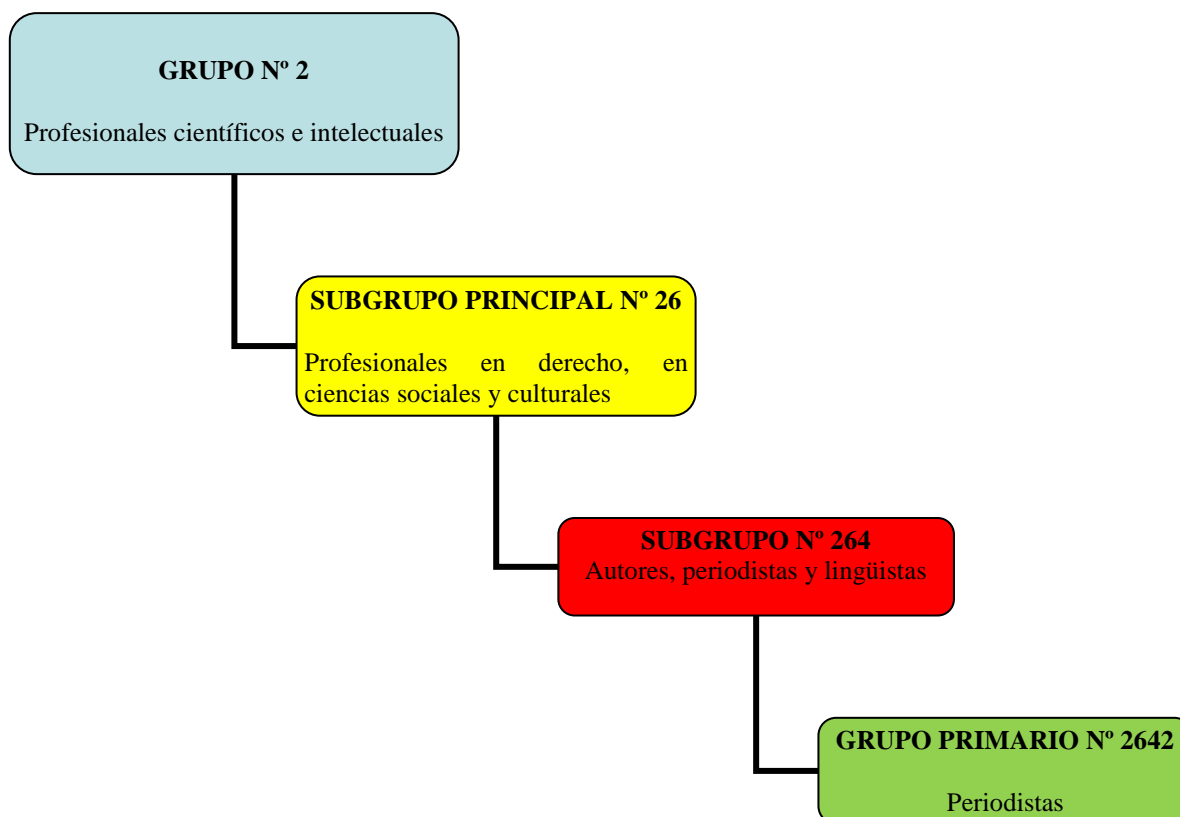 GRUPO Nº 2
Profesionales científicos e intelectuales
SUBGRUPO PRINCIPAL Nº 26
Profesionales en derecho, en
ciencias sociales y culturales
SUBGRUPO Nº 264
Autores, periodistas y lingüistas
GRUPO PRIMARIO Nº 2642
Periodistas